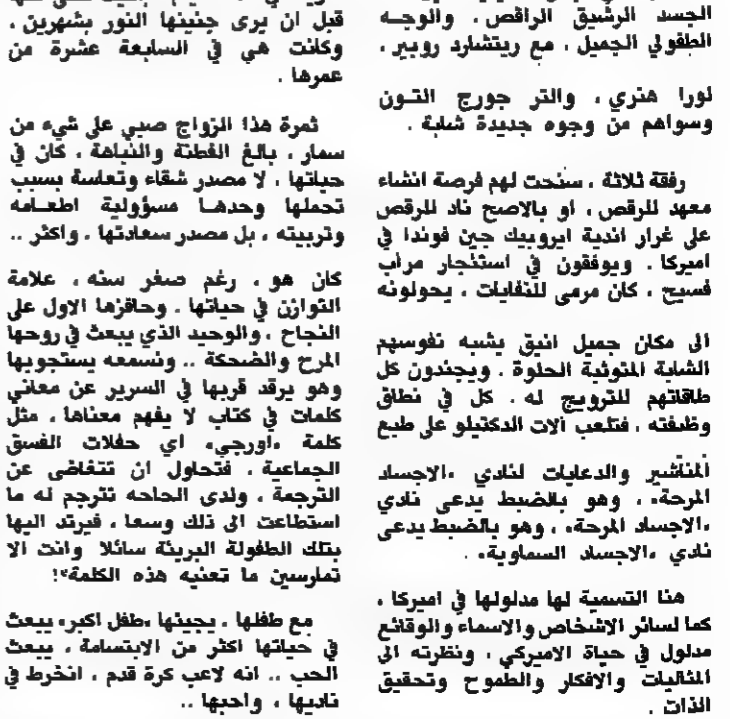 الجسد الرشيق الراقص . والوجه
الطفولي الجميل . مع ريتشارد روبير ،
لورا هنري ، والتر جورج التون
وسواهم من وجوه جديدة شابة .
رفقة ثلاثة ، سنحت لهم فرصة انشاء
معهد للرقص ، او بالاصح ناد للرقص
على غرار اندية ايروبيك جين فوندا في
اميركا . ويوفقون في استئجار مرأب
فسيح ، كان مرمى للنفايات ، يحولونه
الى مكان جميل انيق يشبه نفوسهم
الشابة المتوثبة الحلوة . ويجندون كل
طاقاتهم للترويج له . كل في نطاق
وظيفته ، فتلعب آلات الدكتيلو على طبع
المناشير والدعايات لنادي «الاجساد
المرحة» ، وهو بالضبط يدعى نادي
«الاجساد المرحة» ، وهو بالضبط يدعى
نادي «الاجساد السماوية» .
هنا التسمية لها مدلولها في اميركا ،
كما لسائر الاشخاص والاسماء والوقائع
مدلول في حياة الاميركي ، ونظرته الى
المثاليات والافكار والطموح وتحقيق
الذات .
قبل ان يرى جنينها النور بشهرين .
وكانت هي في السابعة عشرة من
عمرها .
ثمرة هذا الزواج صبي على شيء من
سمار ، بالغ الفطنة والنباهة . كان في
حياتها ، لا مصدر شقاء وتعاسة بسبب
تحملها وحدها مسؤولية اطعامه
وتربيته ، بل مصدر سعادتها . واكثر ..
كان هو ، رغم صغر سنه ، علامة
التوازن في حياتها . وحافزها الاول على
النجاح ، والوحيد الذي يبعث في روحها
المرح والضحكة .. ونسمعه يستجوبها
وهو يرقد قربها في السرير عن معاني
كلمات في كتاب لا يفهم معناها ، مثل
كلمة «اورجي» اي حفلات الفسق
الجماعية . فتحاول ان تتغاضى عن
الترجمة ، ولدى الحاحه تترجم له ما
استطاعت الى ذلك وسعا ، فيرتد اليها
بتلك الطفولة البريئة سائلا وانت الا
تمارسين ما تعنيه هذه الكلمة؟!
مع طفلها ، يجيئها «طفل اكبر» يبعث
في حياتها اكثر من الابتسامة ، يبعث
الحب .. انه لاعب كرة قدم ، انخرط في
ناديها ، واحبها ..